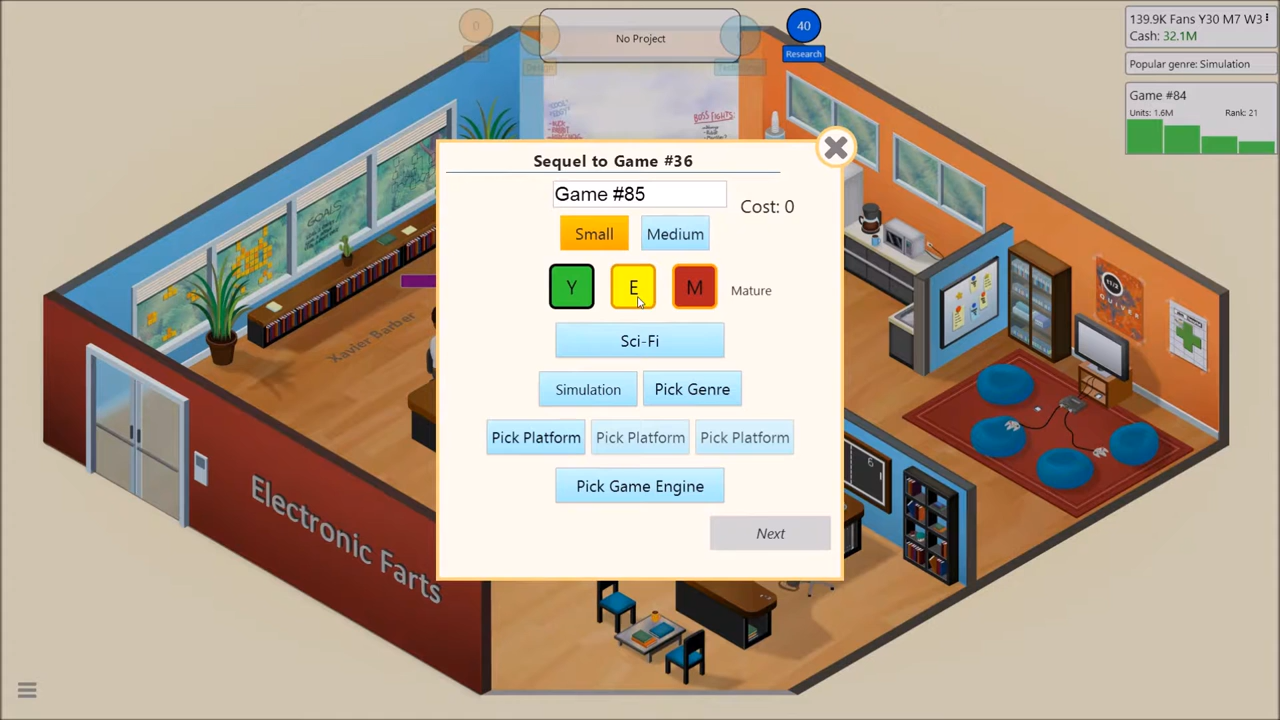 0
No Project
40
Research
139.9K Fans Y30 M7 W3
Cash: 32.1M
Popular genre: Simulation
Game #84
Units: 1.6M Rank: 21
BOSS FIGHTS:
GOALS
Sequel to Game #36
Game #85
Cost: 0
Small Medium
Y E M Mature
Sci-Fi
Simulation Pick Genre
Pick Platform Pick Platform Pick Platform
Pick Game Engine
Next
Xavier Barber
Electronic Farts